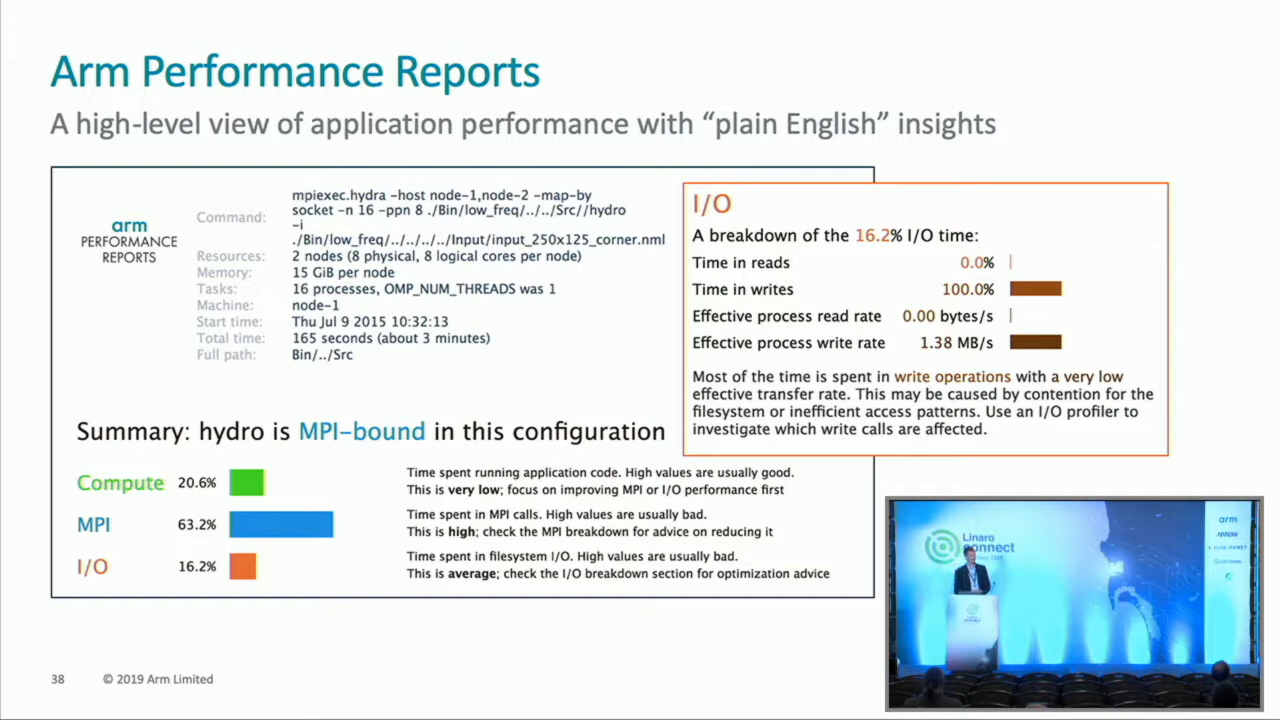 Arm Performance Reports
A high-level view of application performance with “plain English” insights
arm
PERFORMANCE
REPORTS
Command:
mpiexec.hydra -host node-1,node-2 -map-by
socket -n 16 -ppn 8 ./Bin/low_freq/../../Src//hydro
-i
./Bin/low_freq/../../../../Input/input_250x125_corner.nml
Resources: 2 nodes (8 physical, 8 logical cores per node)
Memory: 15 GiB per node
Tasks: 16 processes, OMP_NUM_THREADS was 1
Machine: node-1
Start time: Thu Jul 9 2015 10:32:13
Total time: 165 seconds (about 3 minutes)
Full path: Bin/../Src
Summary: hydro is MPI-bound in this configuration
Compute 20.6%
Time spent running application code. High values are usually good.
This is very low; focus on improving MPI or I/O performance first
MPI 63.2%
Time spent in MPI calls. High values are usually bad.
This is high; check the MPI breakdown for advice on reducing it
I/O 16.2%
Time spent in filesystem I/O. High values are usually bad.
This is average; check the I/O breakdown section for optimization advice
I/O
A breakdown of the 16.2% I/O time:
Time in reads 0.0%
Time in writes 100.0%
Effective process read rate 0.00 bytes/s
Effective process write rate 1.38 MB/s
Most of the time is spent in write operations with a very low
effective transfer rate. This may be caused by contention for the
filesystem or inefficient access patterns. Use an I/O profiler to
investigate which write calls are affected.
Linaro
connect
arm
ARROW
Qualcomm
38 © 2019 Arm Limited